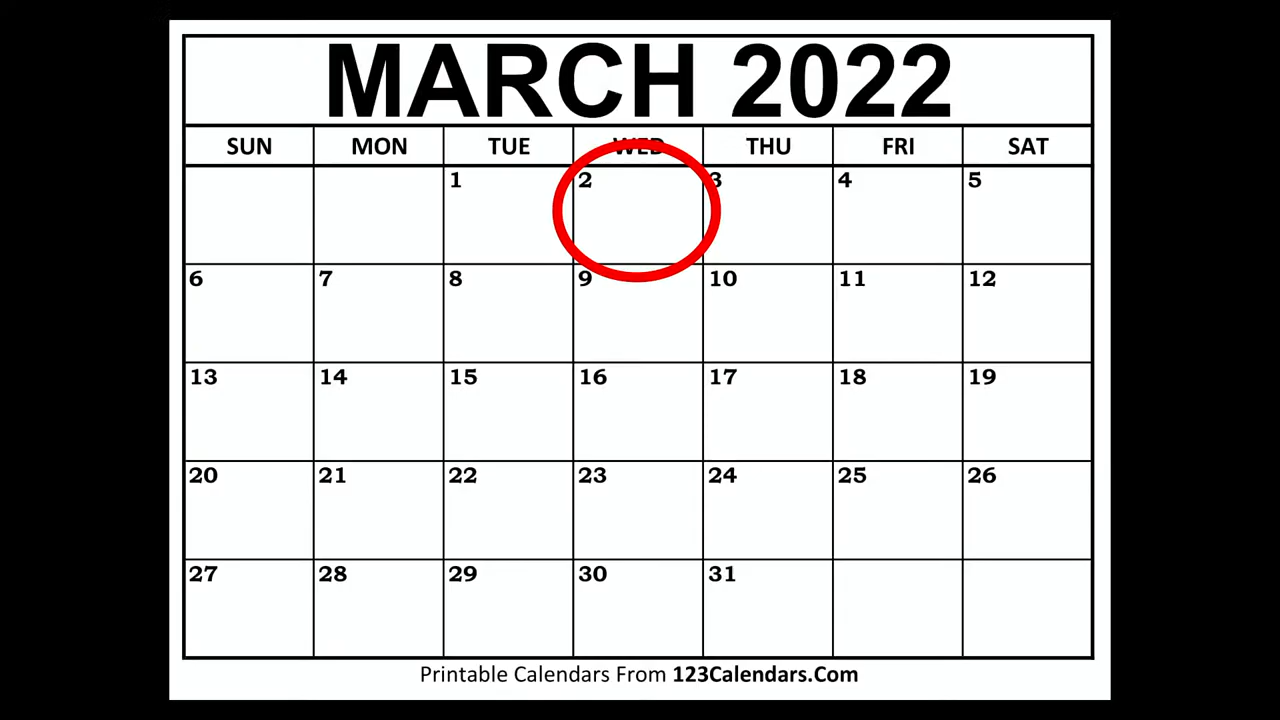 MARCH 2022
SUN MON TUE WED THU FRI SAT
1 2 3 4 5
6 7 8 9 10 11 12
13 14 15 16 17 18 19
20 21 22 23 24 25 26
27 28 29 30 31
Printable Calendars From 123Calendars.Com